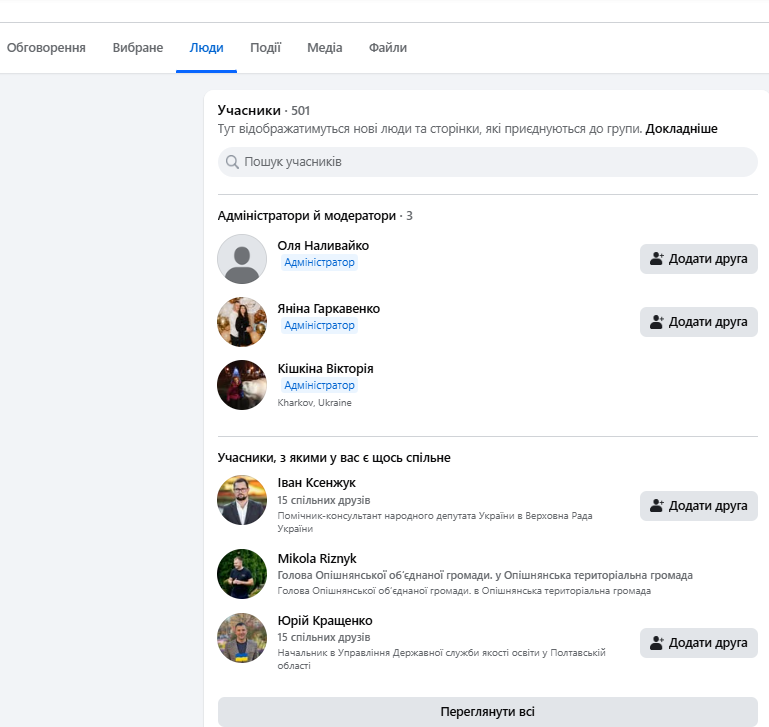 Обговорення Вибране Люди Події Медіа Файли
Учасники · 501
Тут відображатимуться нові люди та сторінки, які приєднуються до групи. Докладніше
Пошук учасників
Адміністратори й модератори · 3
Оля Наливайко
Адміністратор
Додати друга
Яніна Гаркавенко
Адміністратор
Додати друга
Кішкіна Вікторія
Адміністратор
Kharkov, Ukraine
Учасники, з якими у вас є щось спільне
Іван Ксенжук
15 спільних друзів
Помічник-консультант народного депутата України в Верховна Рада
України
Додати друга
Mikola Riznyk
Голова Опішнянської об'єднаної громади. у Опішнянська територіальна громада
Голова Опішнянської об'єднаної громади. в Опішнянська територіальна громада
Юрій Кращенко
15 спільних друзів
Начальник в Управління Державної служби якості освіти у Полтавській
області
Додати друга
Переглянути всі